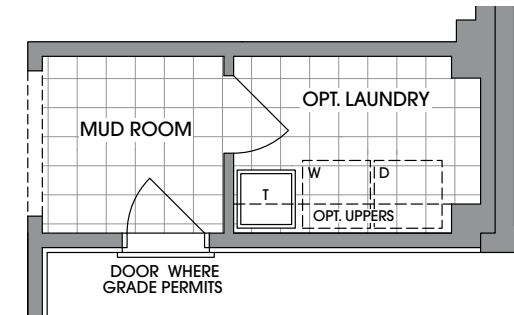 OPT. LAUNDRY
MUD ROOM
W D
T
OPT. UPPERS
DOOR WHERE
GRADE PERMITS